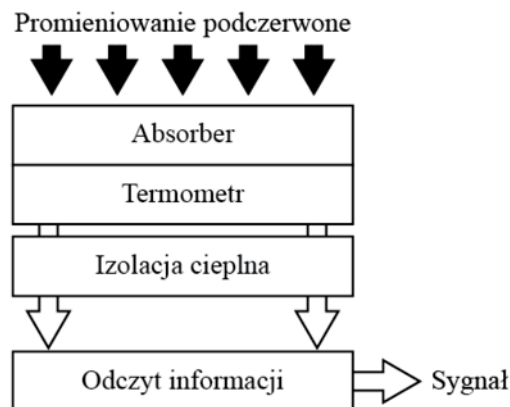 Promieniowanie podczerwone
Absorber
Termometr
Izolacja cieplna
Odczyt informacji
Sygnał